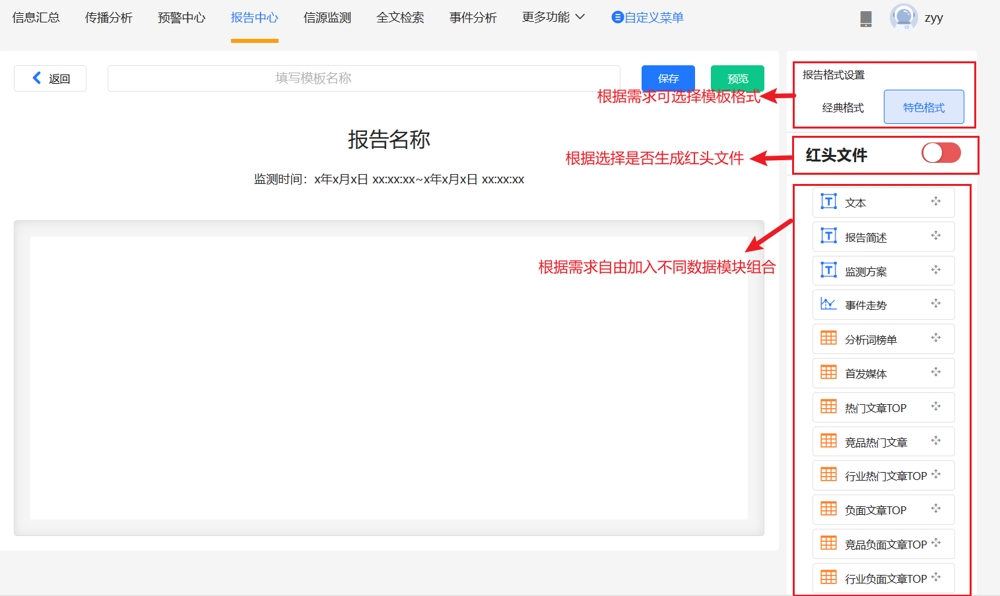 信息汇总 传播分析 预警中心 报告中心 信源监测 全文检索 事件分析 更多功能 自定义菜单 zyy
返回 填写模板名称 保存 预览
报告格式设置
经典格式 特色格式
根据需求可选择模板格式
报告名称
红头文件
根据选择是否生成红头文件
监测时间：x年x月x日 xx:xx:xx~x年x月x日 xx:xx:xx
根据需求自由加入不同数据模块组合
文本
报告简述
监测方案
事件走势
分析词榜单
首发媒体
热门文章TOP
竞品热门文章
行业热门文章TOP
负面文章TOP
竞品负面文章TOP
行业负面文章TOP